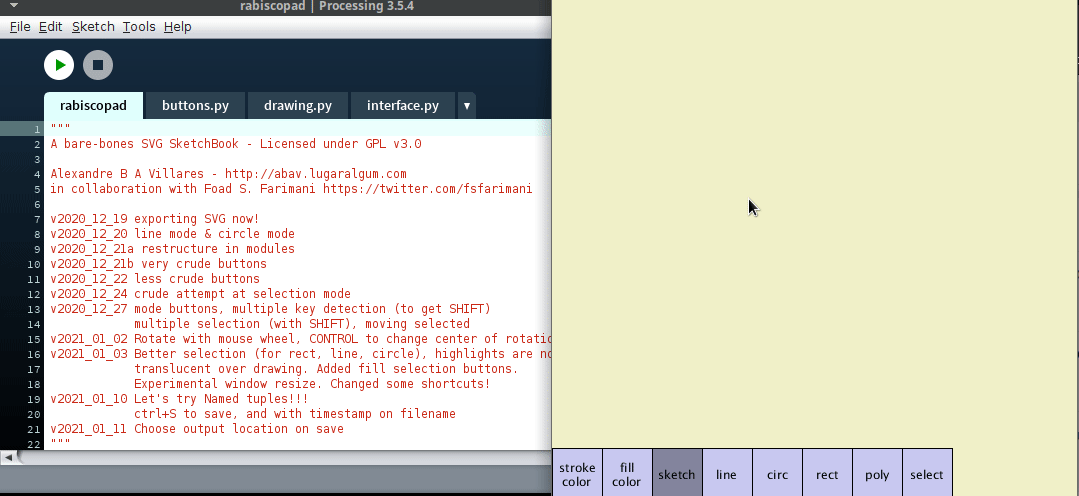 rabiscopad | Processing 3.5.4
File Edit Sketch Tools Help
rabiscopad buttons.py drawing.py interface.py
1 """
2 A bare-bones SVG SketchBook - Licensed under GPL v3.0
3
4 Alexandre B A Villares - http://abav.lugaralgum.com
5 in collaboration with Foad S. Farimani https://twitter.com/fsfarimani
6
7 v2020_12_19 exporting SVG now!
8 v2020_12_20 line mode & circle mode
9 v2020_12_21a restructure in modules
10 v2020_12_21b very crude buttons
11 v2020_12_22 less crude buttons
12 v2020_12_24 crude attempt at selection mode
13 v2020_12_27 mode buttons, multiple key detection (to get SHIFT)
14 multiple selection (with SHIFT), moving selected
15 v2021_01_02 Rotate with mouse wheel, CONTROL to change center of rotatio
16 v2021_01_03 Better selection (for rect, line, circle), highlights are no
17 translucent over drawing. Added fill selection buttons.
18 Experimental window resize. Changed some shortcuts!
19 v2021_01_10 Let's try Named tuples!!!
20 ctrl+S to save, and with timestamp on filename
21 v2021_01_11 Choose output location on save
22 """
stroke color
fill color
sketch
line
circ
rect
poly
select